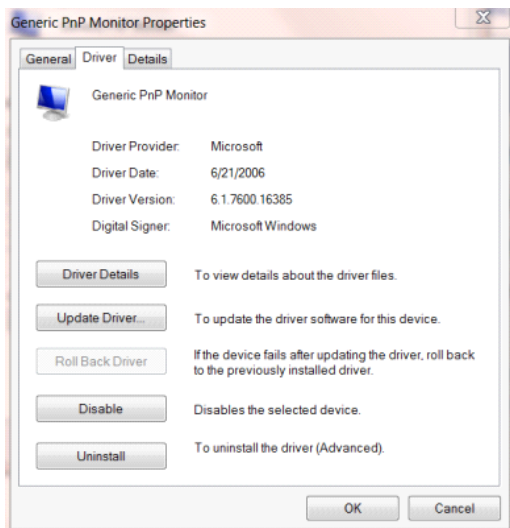 Generic PnP Monitor Properties
General Driver Details
Generic PnP Monitor
Driver Provider: Microsoft
Driver Date: 6/21/2006
Driver Version: 6.1.7600.16385
Digital Signer: Microsoft Windows
Driver Details To view details about the driver files.
Update Driver... To update the driver software for this device.
Roll Back Driver If the device fails after updating the driver, roll back
to the previously installed driver.
Disable Disables the selected device.
Uninstall To uninstall the driver (Advanced).
OK Cancel